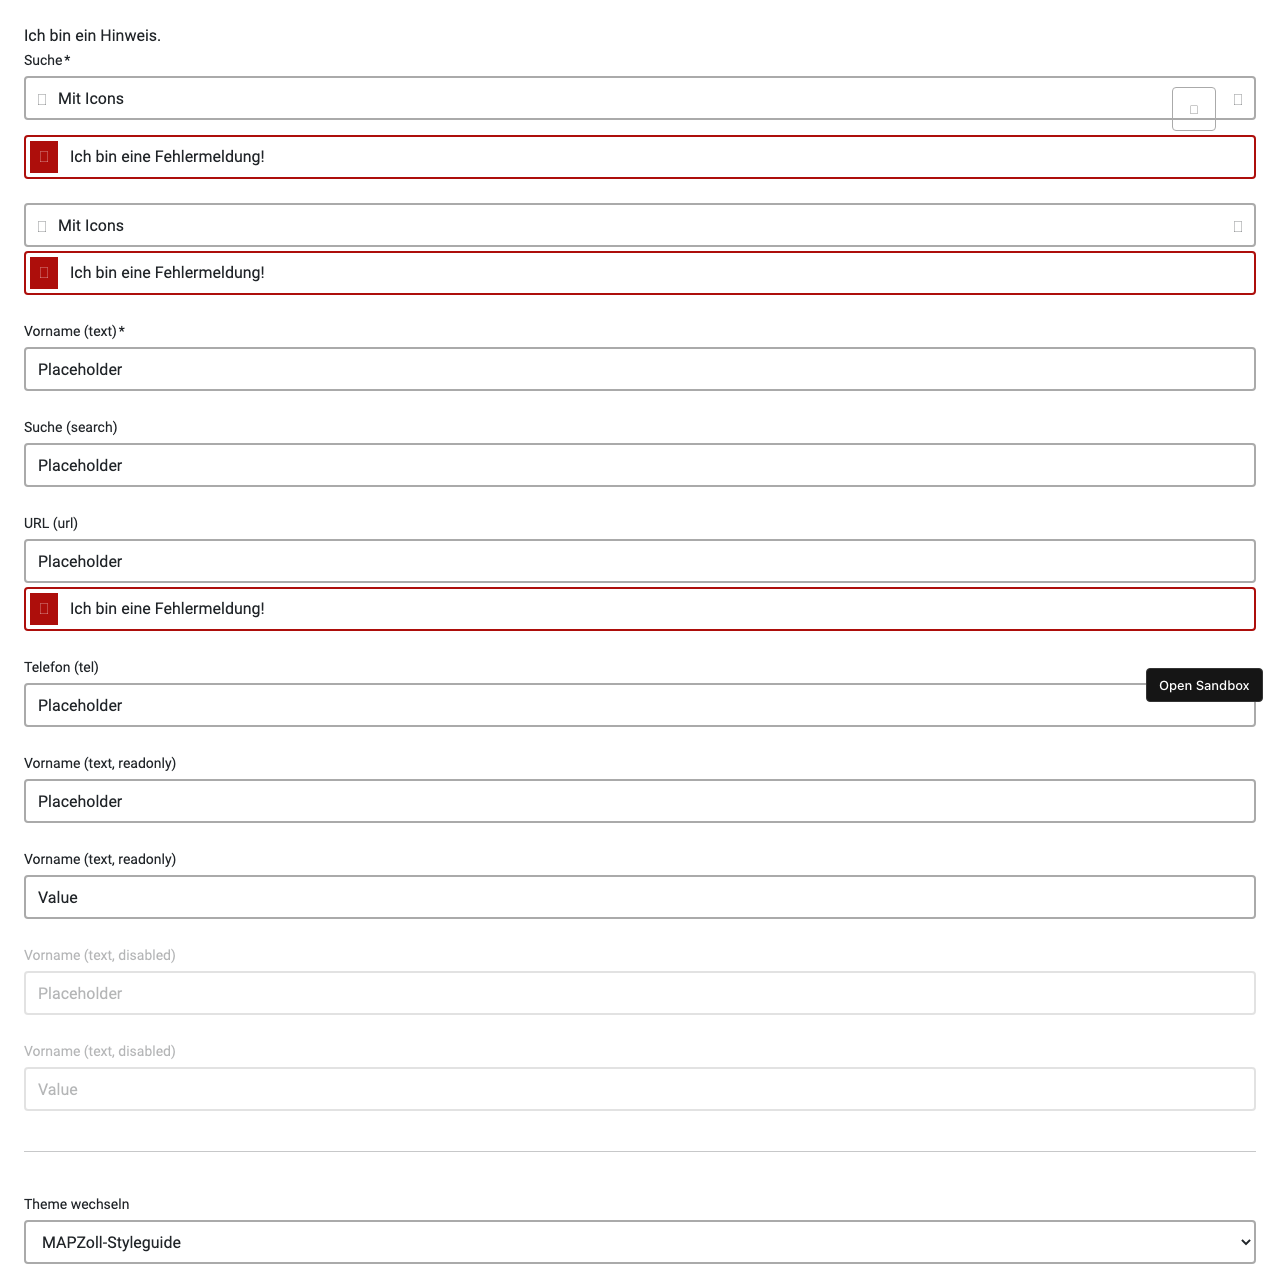 Ich bin ein Hinweis.
Suche*
Mit Icons
Ich bin eine Fehlermeldung!
Mit Icons
Ich bin eine Fehlermeldung!
Vorname (text)*
Placeholder
Suche (search)
Placeholder
URL (url)
Placeholder
Ich bin eine Fehlermeldung!
Telefon (tel)
Open Sandbox
Placeholder
Vorname (text, readonly)
Placeholder
Vorname (text, readonly)
Value
Vorname (text, disabled)
Placeholder
Vorname (text, disabled)
Value
Theme wechseln
MAPZoll-Styleguide